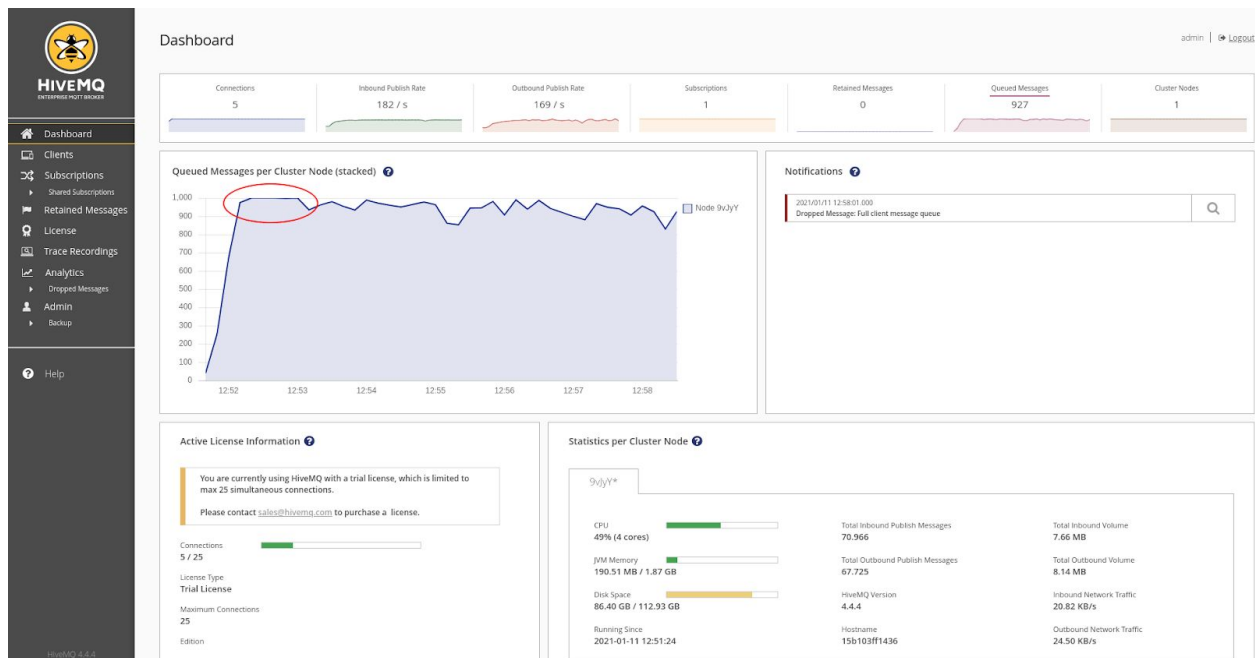 HIVEMQ
ENTERPRISE MQTT BROKER
Dashboard
Clients
Subscriptions
Shared Subscriptions
Retained Messages
License
Trace Recordings
Analytics
Dropped Messages
Admin
Backup
Help
HiveMQ 4.4.4
Dashboard
admin | Logout
Connections
5
Inbound Publish Rate
182 / s
Outbound Publish Rate
169 / s
Subscriptions
1
Retained Messages
0
Queued Messages
927
Cluster Nodes
1
Queued Messages per Cluster Node (stacked) ?
1,000
900
800
700
600
500
400
300
200
100
0
12:52 12:53 12:54 12:55 12:56 12:57 12:58
Node 9vJyY
Notifications ?
2021/01/11 12:58:01.000
Dropped Message: Full client message queue
Active License Information ?
You are currently using HiveMQ with a trial license, which is limited to
max 25 simultaneous connections.
Please contact sales@hivemq.com to purchase a license.
Connections
5 / 25
License Type
Trial License
Maximum Connections
25
Edition
Statistics per Cluster Node ?
9vJyY*
CPU
49% (4 cores)
JVM Memory
190.51 MB / 1.87 GB
Disk Space
86.40 GB / 112.93 GB
Running Since
2021-01-11 12:51:24
Total Inbound Publish Messages
70.966
Total Outbound Publish Messages
67.725
HiveMQ Version
4.4.4
Hostname
15b103ff1436
Total Inbound Volume
7.66 MB
Total Outbound Volume
8.14 MB
Inbound Network Traffic
20.82 KB/s
Outbound Network Traffic
24.50 KB/s